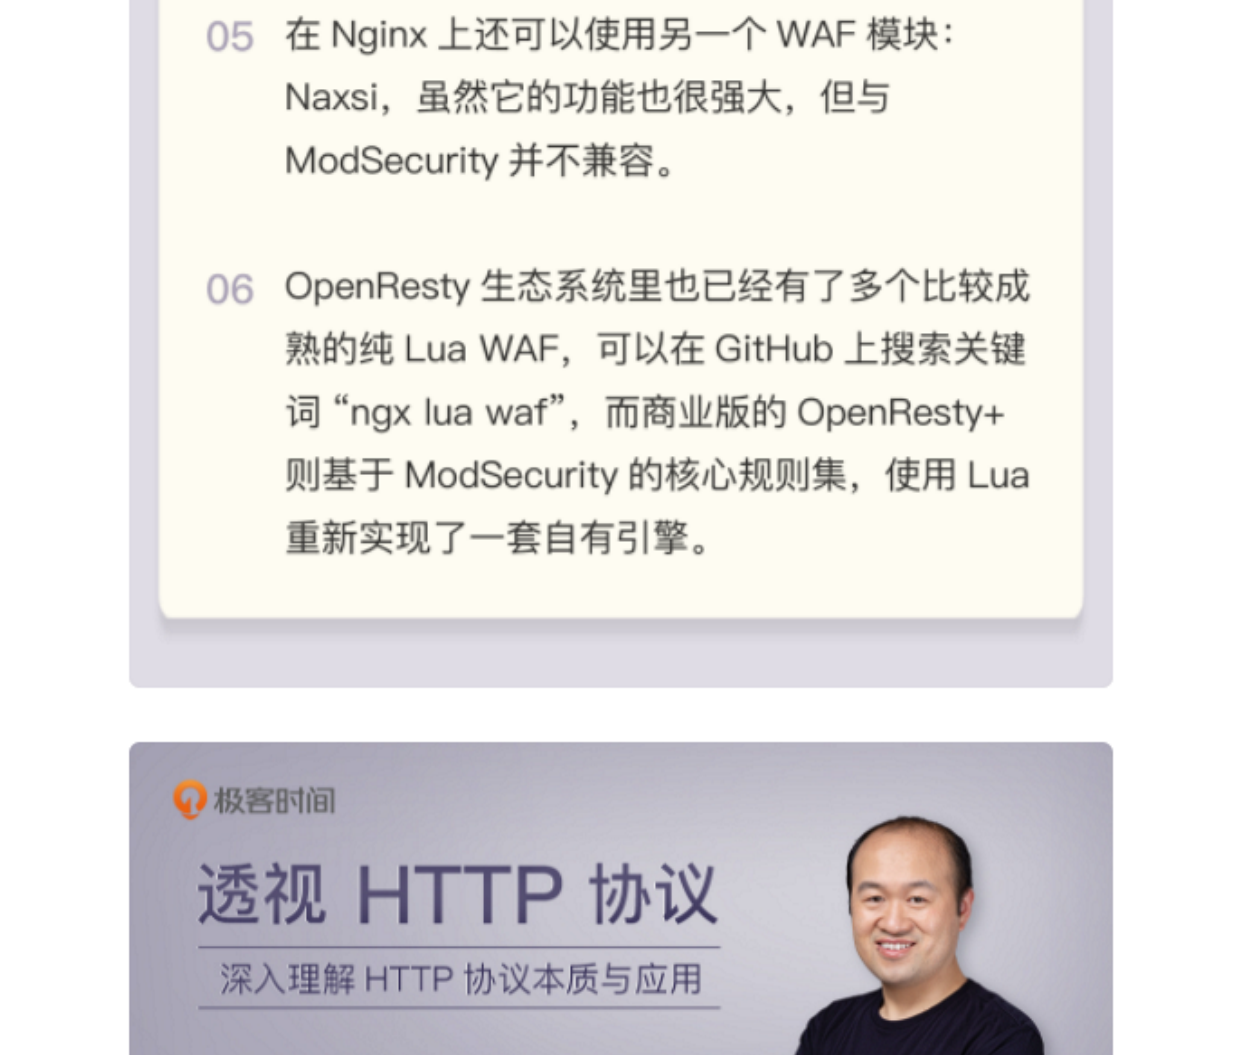 05 在 Nginx 上还可以使用另一个 WAF 模块：
Naxsi，虽然它的功能也很强大，但与
ModSecurity 并不兼容。
06 OpenResty 生态系统里也已经有了多个比较成
熟的纯 Lua WAF，可以在 GitHub 上搜索关键
词 “ngx lua waf”，而商业版的 OpenResty+
则基于 ModSecurity 的核心规则集，使用 Lua
重新实现了一套自有引擎。
极客时间
透视 HTTP 协议
深入理解 HTTP 协议本质与应用